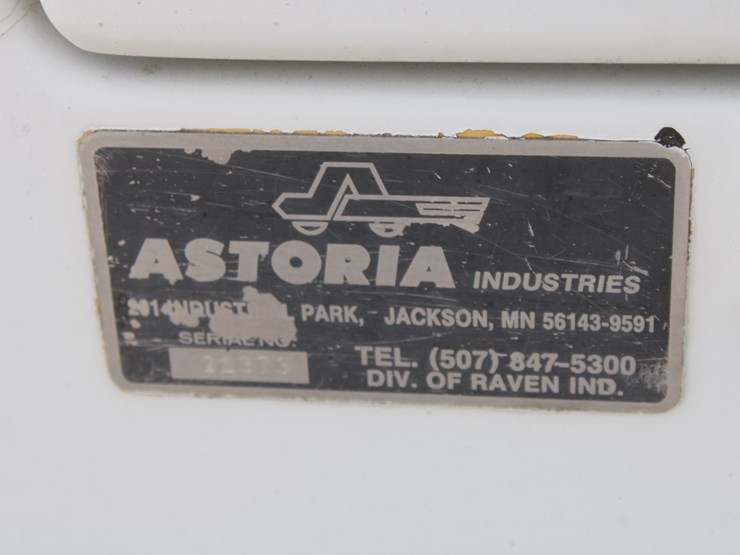 ASTORIA INDUSTRIES
PARK, JACKSON, MN 56143-9591
SERIAL NO.
TEL. (507) 847-5300
DIV. OF RAVEN IND.